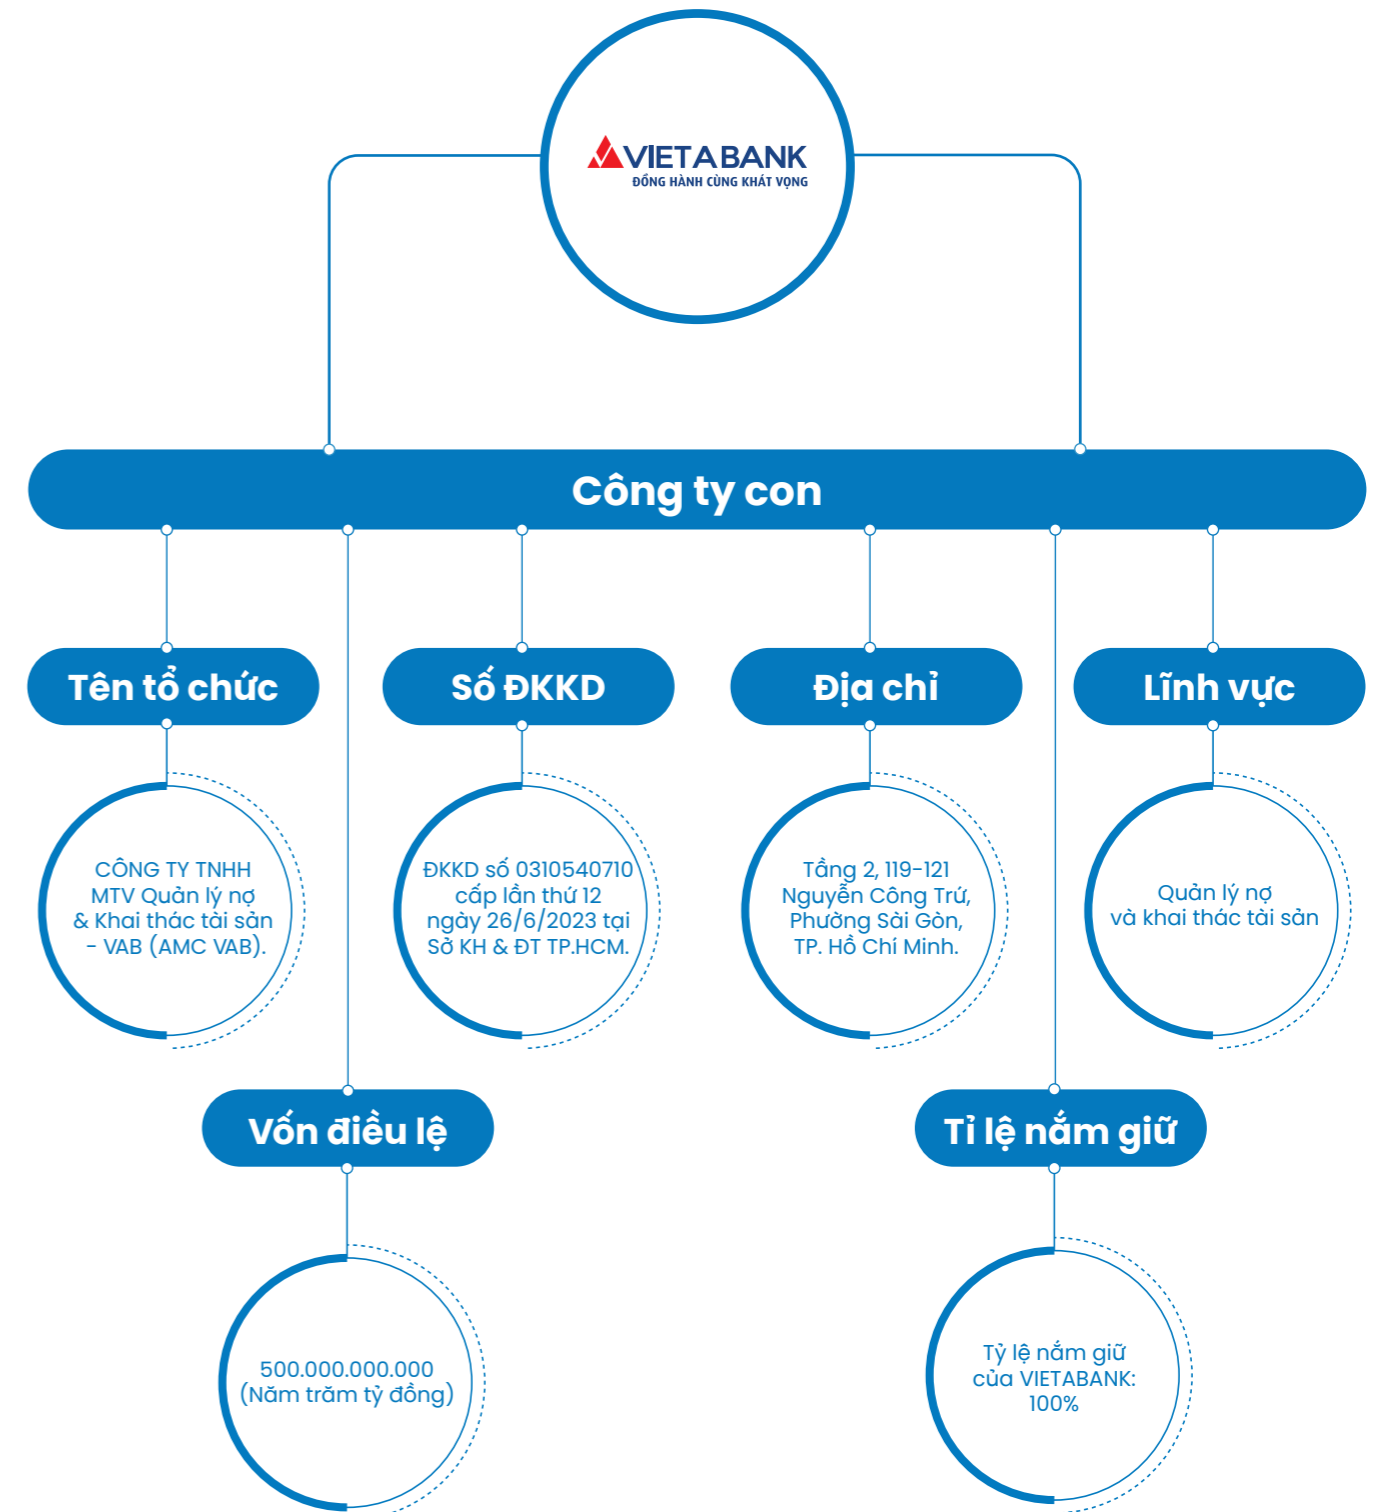 VIETABANK
ĐỒNG HÀNH CÙNG KHÁT VỌNG
Công ty con
Tên tổ chức
CÔNG TY TNHH
MTV Quản lý nợ
& Khai thác tài sản
- VAB (AMC VAB).
Số ĐKKD
ĐKKD số 0310540710
cấp lần thứ 12
ngày 26/6/2023 tại
Sở KH & ĐT TP.HCM.
Địa chỉ
Tầng 2, 119-121
Nguyễn Công Trứ,
Phường Sài Gòn,
TP. Hồ Chí Minh.
Lĩnh vực
Quản lý nợ
và khai thác tài sản
Vốn điều lệ
500.000.000.000
(Năm trăm tỷ đồng)
Tỉ lệ nắm giữ
Tỷ lệ nắm giữ
của VIETABANK:
100%